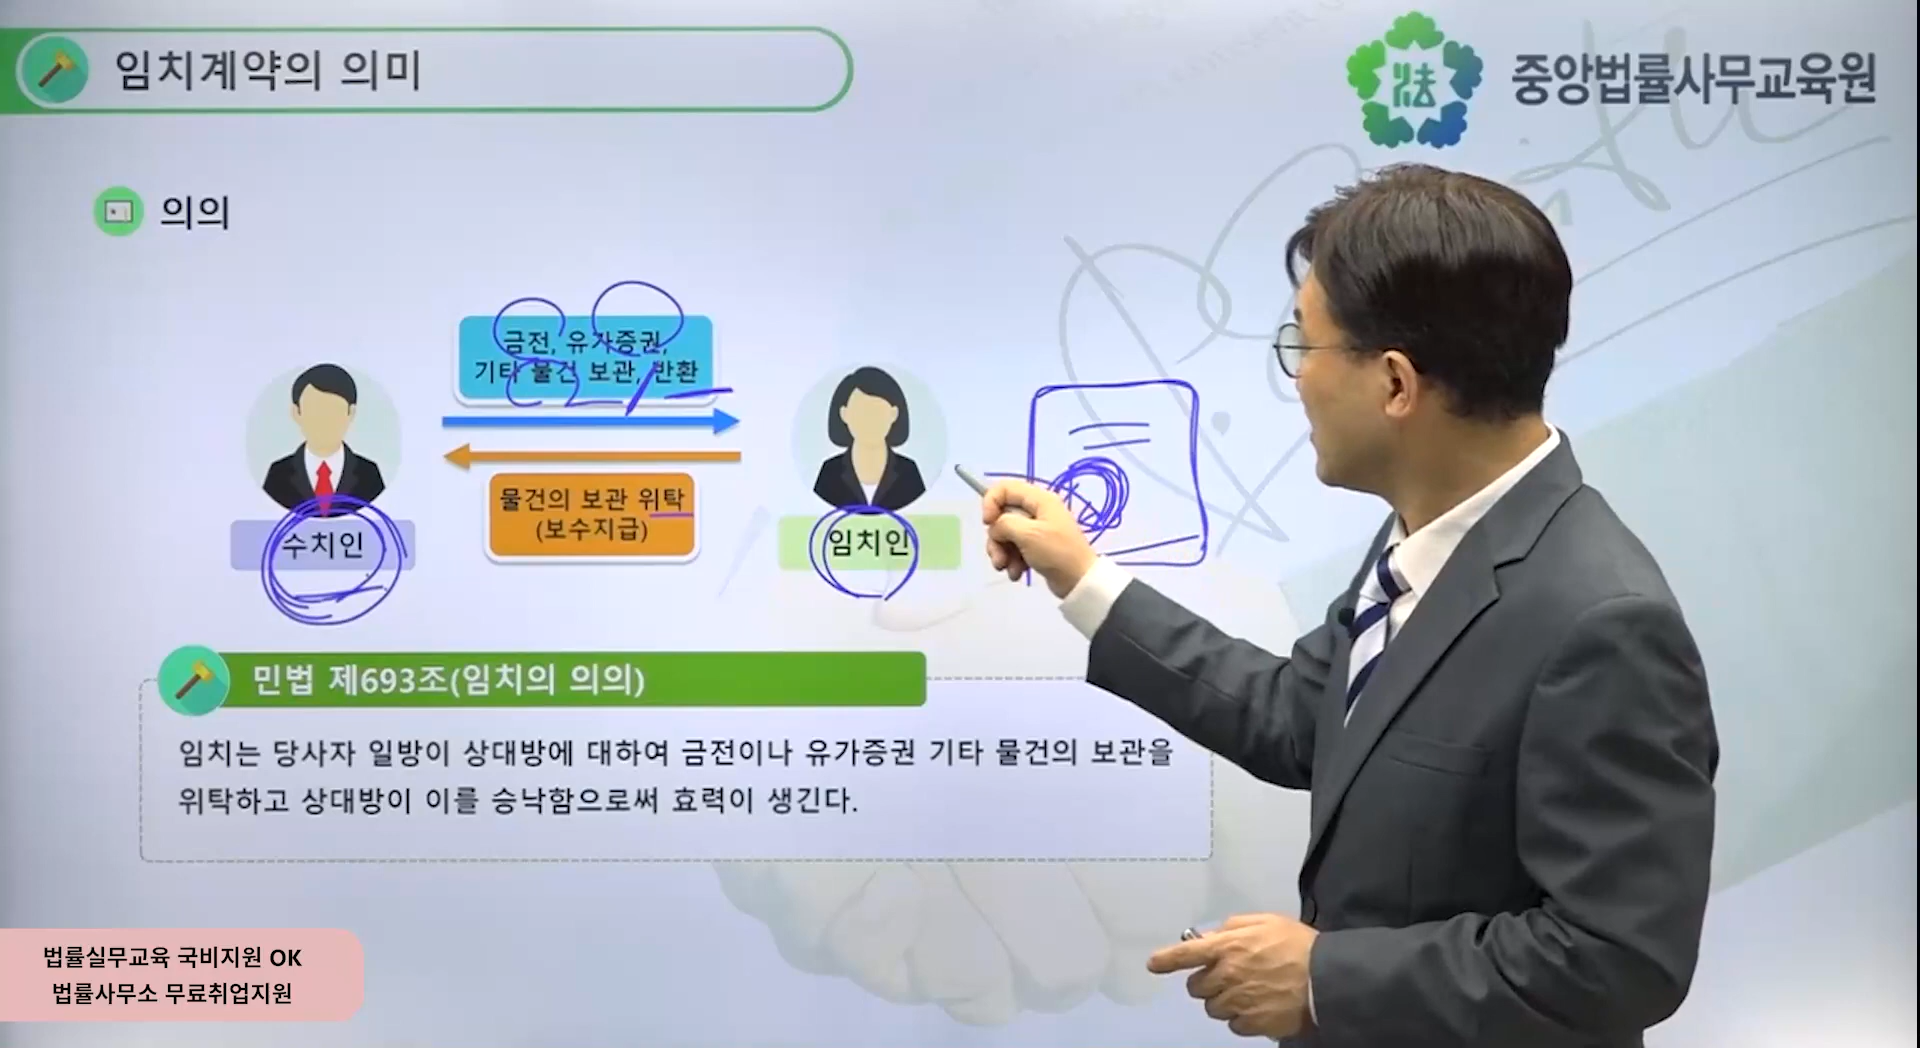 임치계약의 의미
중앙법률사무교육원
의의
금전, 유가증권,
기타 물건 보관, 반환
물건의 보관 위탁
(보수지급)
수치인
임치인
민법 제693조(임치의 의의)
임치는 당사자 일방이 상대방에 대하여 금전이나 유가증권 기타 물건의 보관을
위탁하고 상대방이 이를 승낙함으로써 효력이 생긴다.
법률실무교육 국비지원 OK
법률사무소 무료취업지원